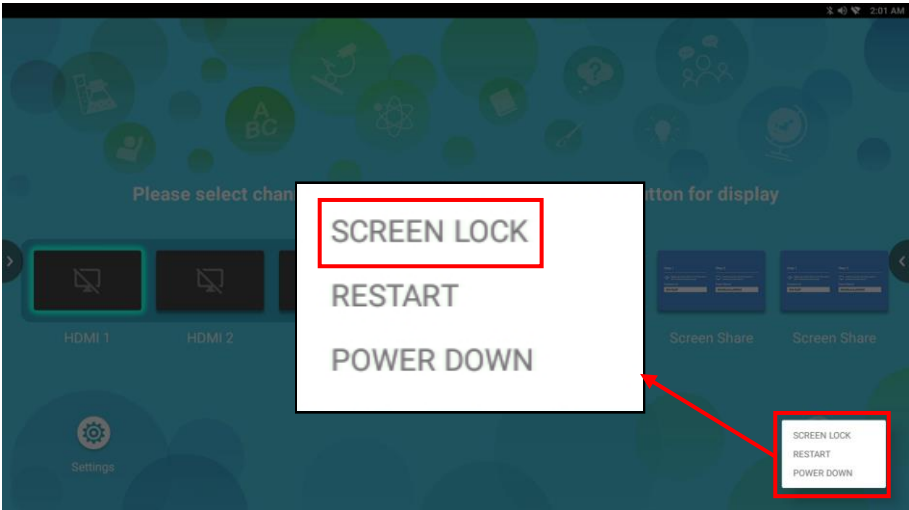 2:01 AM
A
BC
Please select chan
tton for display
SCREEN LOCK
RESTART
POWER DOWN
HDMI 1
HDMI 2
Screen Share
Screen Share
Settings
SCREEN LOCK
RESTART
POWER DOWN